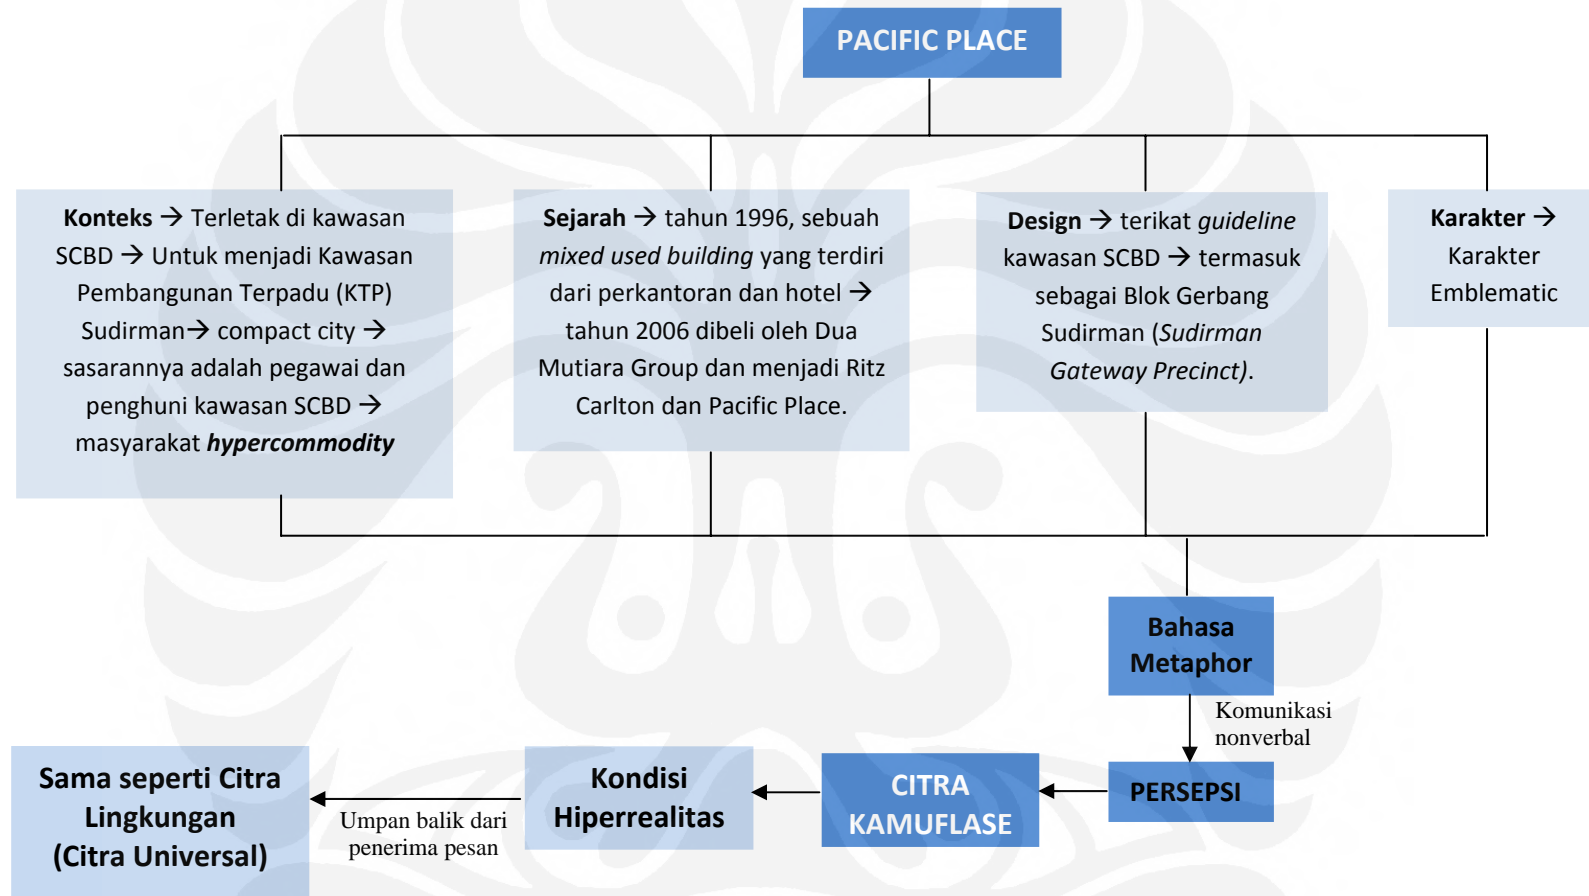 PACIFIC PLACE
Konteks → Terletak di kawasan
SCBD → Untuk menjadi Kawasan
Pembangunan Terpadu (KTP)
Sudirman→ compact city →
sasarannya adalah pegawai dan
penghuni kawasan SCBD →
masyarakat hypercommodity
Sejarah → tahun 1996, sebuah
mixed used building yang terdiri
dari perkantoran dan hotel →
tahun 2006 dibeli oleh Dua
Mutiara Group dan menjadi Ritz
Carlton dan Pacific Place.
Design → terikat guideline
kawasan SCBD → termasuk
sebagai Blok Gerbang
Sudirman (Sudirman
Gateway Precinct).
Karakter →
Karakter
Emblematic
Bahasa
Metaphor
Komunikasi
nonverbal
PERSEPSI
CITRA
KAMUFLASE
Kondisi
Hiperrealitas
Umpan balik dari
penerima pesan
Sama seperti Citra
Lingkungan
(Citra Universal)